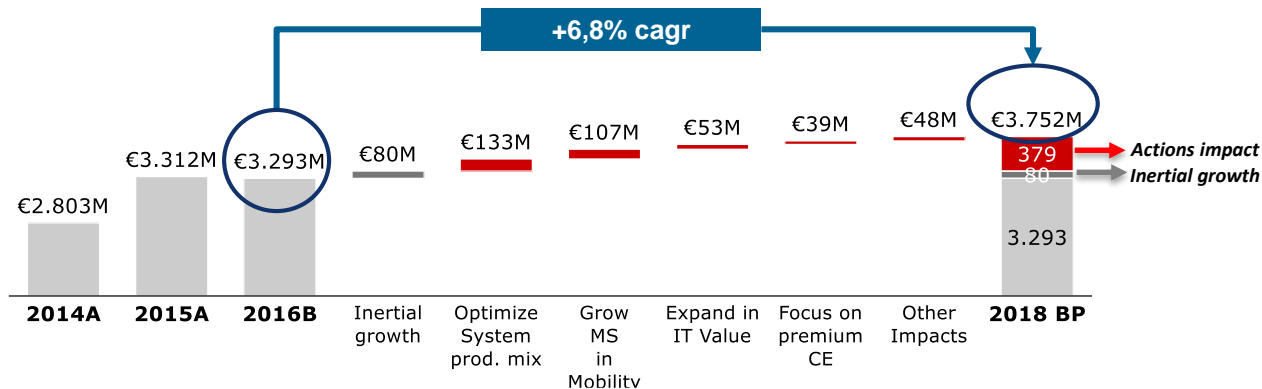 +6,8% cagr
€2.803M
€3.312M
€3.293M
€80M
€133M
€107M
€53M
€39M
€48M
€3.752M
379
80
3.293
Actions impact
Inertial growth
2014A
2015A
2016B
Inertial
growth
Optimize
System
prod. mix
Grow
MS
in
Mobility
Expand in
IT Value
Focus on
premium
CE
Other
Impacts
2018 BP